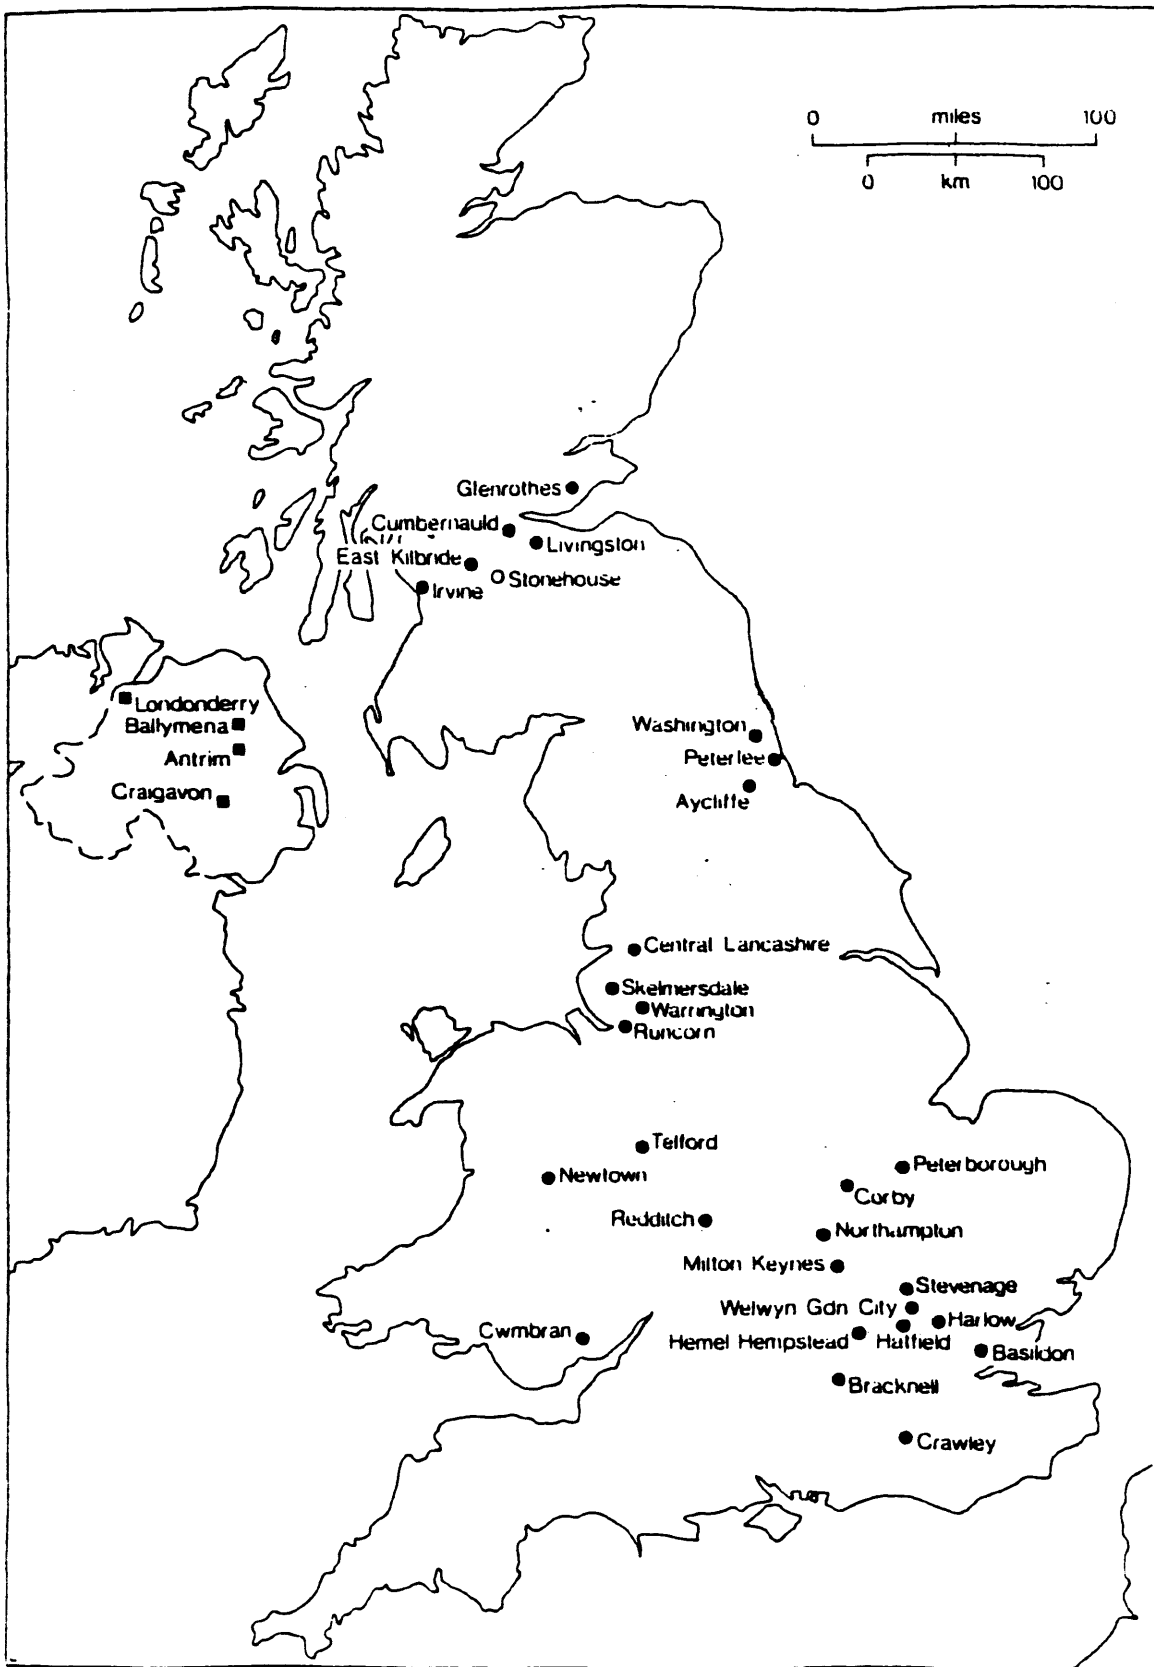 0 miles 100
0 km 100
Glenrothes
Cumbernauld
Livingston
East Kilbride
Stonehouse
Irvine
Londonderry
Ballymena
Antrim
Craigavon
Washington
Peterlee
Aycliffe
Central Lancashire
Skelmersdale
Warrington
Runcorn
Telford
Newtown
Peterborough
Corby
Redditch
Northampton
Milton Keynes
Stevenage
Welwyn Gdn City
Harlow
Hemel Hempstead
Hatfield
Basildon
Cwmbran
Bracknell
Crawley